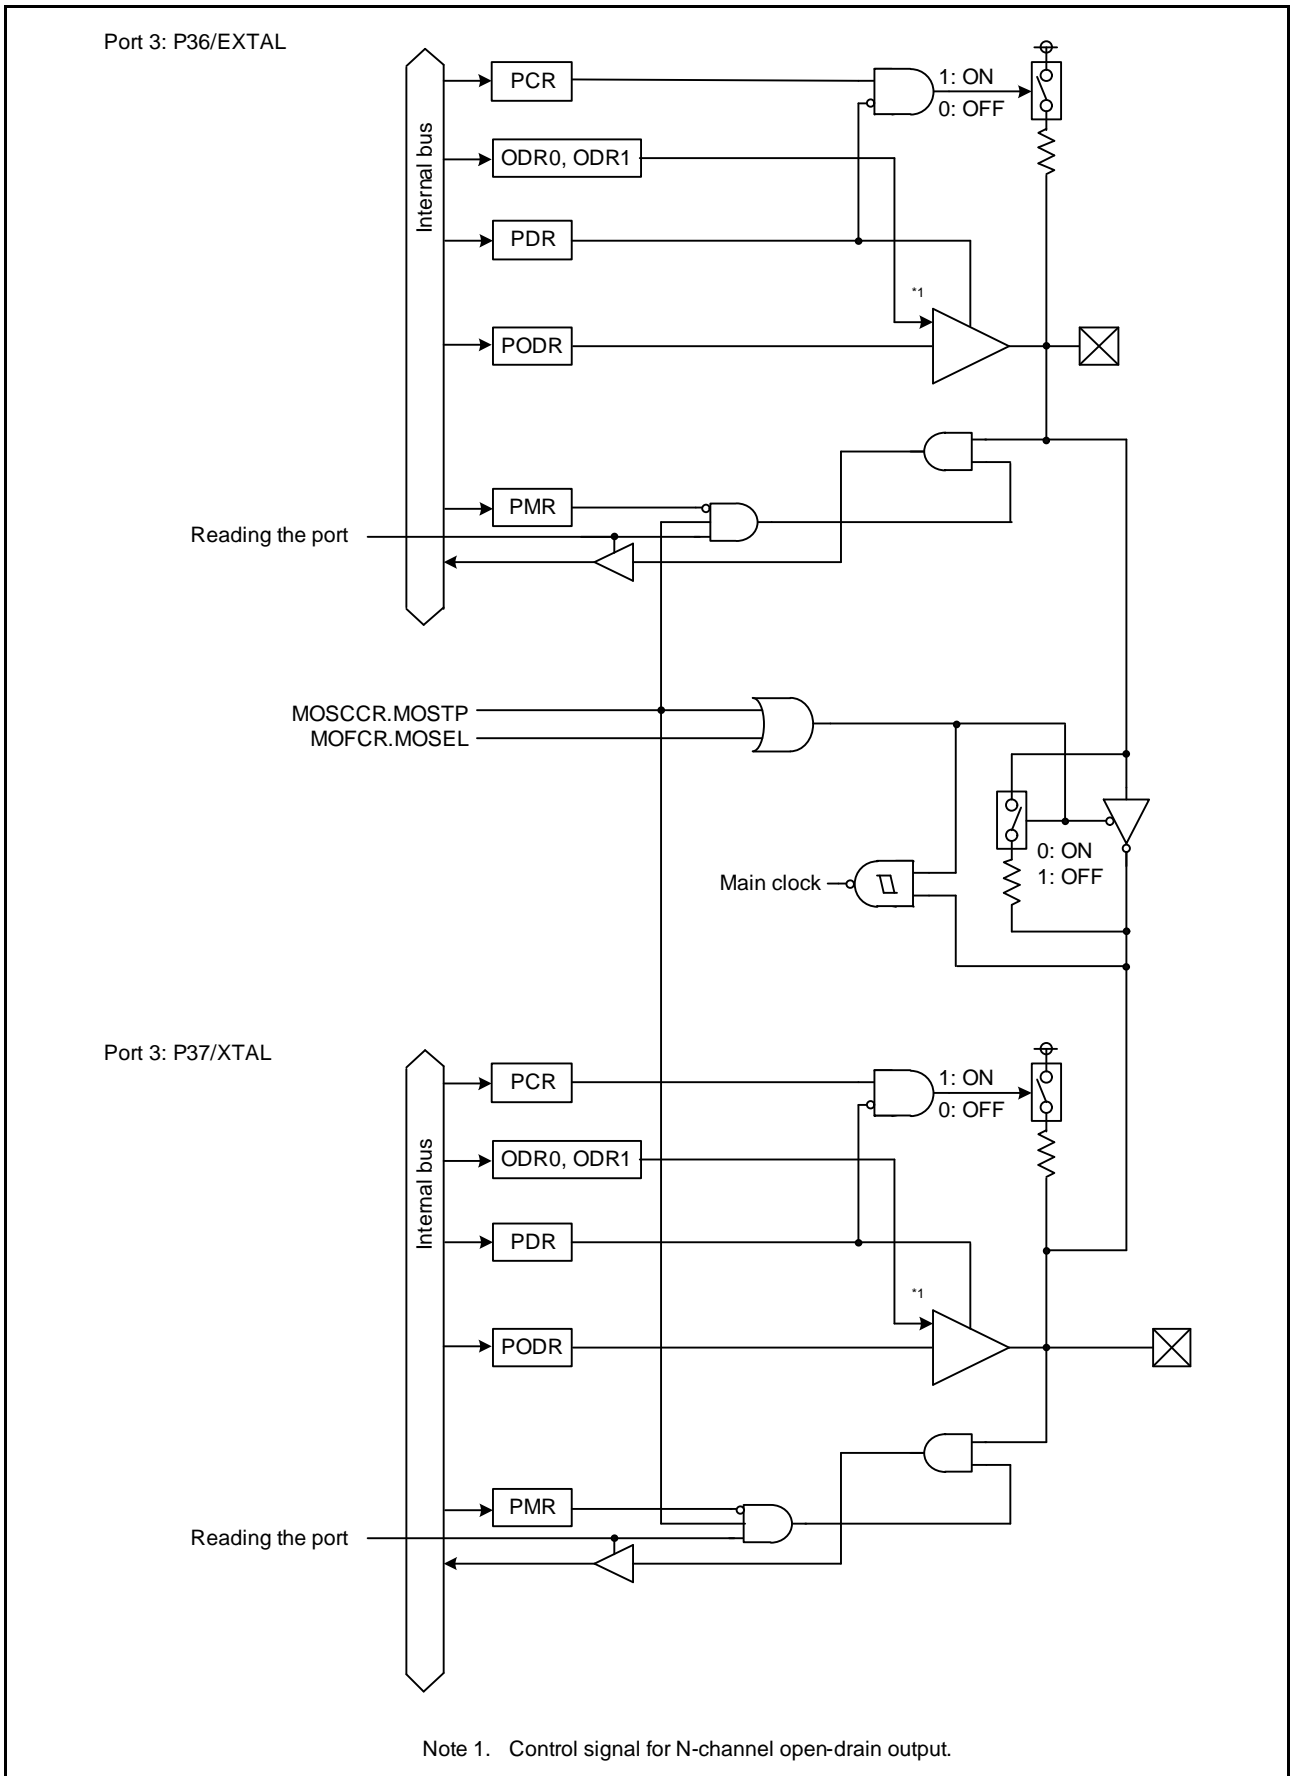 Port 3: P36/EXTAL
Internal bus
PCR
1: ON
0: OFF
ODR0, ODR1
PDR
*1
PODR
PMR
Reading the port
MOSCCR.MOSTP
MOFCR.MOSEL
0: ON
1: OFF
Main clock
Port 3: P37/XTAL
Internal bus
PCR
1: ON
0: OFF
ODR0, ODR1
PDR
*1
PODR
PMR
Reading the port
Note 1. Control signal for N-channel open-drain output.